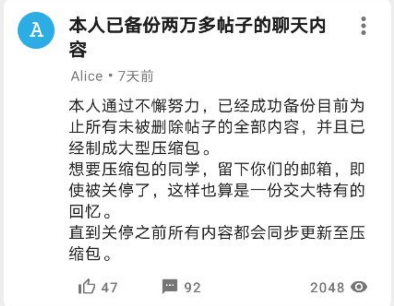 A
本人已备份两万多帖子的聊天内
容
Alice • 7天前
本人通过不懈努力，已经成功备份目前为
止所有未被删除帖子的全部内容，并且已
经制成大型压缩包。
想要压缩包的同学，留下你们的邮箱，即
使被关停了，这样也算是一份交大特有的
回忆。
直到关停之前所有内容都会同步更新至压
缩包。
47 92 2048